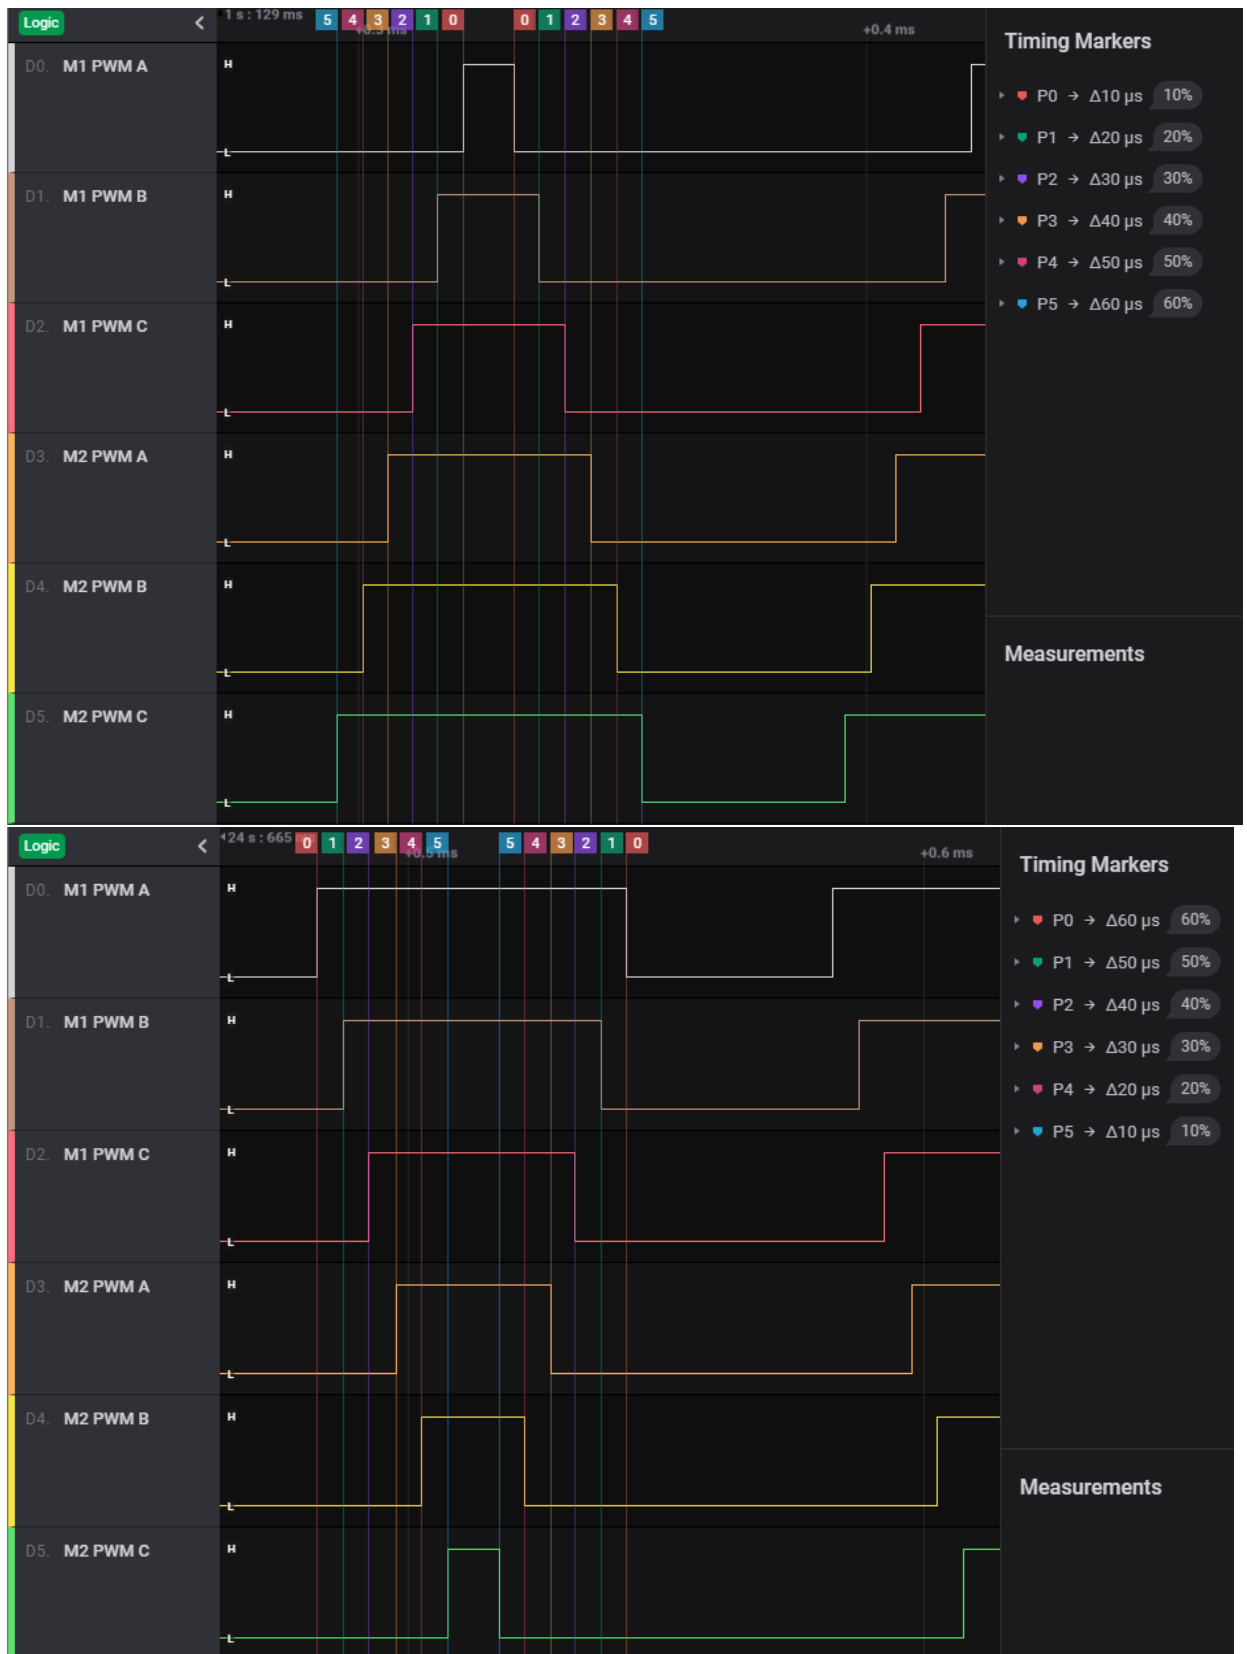 Logic
1 s : 129 ms
5 4 3 2 1 0 0 1 2 3 4 5
+0.3 ms
+0.4 ms
D0. M1 PWM A
H
L
D1. M1 PWM B
H
L
D2. M1 PWM C
H
L
D3. M2 PWM A
H
L
D4. M2 PWM B
H
L
D5. M2 PWM C
H
L
Timing Markers
P0 → Δ10 μs 10%
P1 → Δ20 μs 20%
P2 → Δ30 μs 30%
P3 → Δ40 μs 40%
P4 → Δ50 μs 50%
P5 → Δ60 μs 60%
Measurements
Logic
24 s : 665
0 1 2 3 4 5 5 4 3 2 1 0
+0.5 ms
+0.6 ms
D0. M1 PWM A
H
L
D1. M1 PWM B
H
L
D2. M1 PWM C
H
L
D3. M2 PWM A
H
L
D4. M2 PWM B
H
L
D5. M2 PWM C
H
L
Timing Markers
P0 → Δ60 μs 60%
P1 → Δ50 μs 50%
P2 → Δ40 μs 40%
P3 → Δ30 μs 30%
P4 → Δ20 μs 20%
P5 → Δ10 μs 10%
Measurements